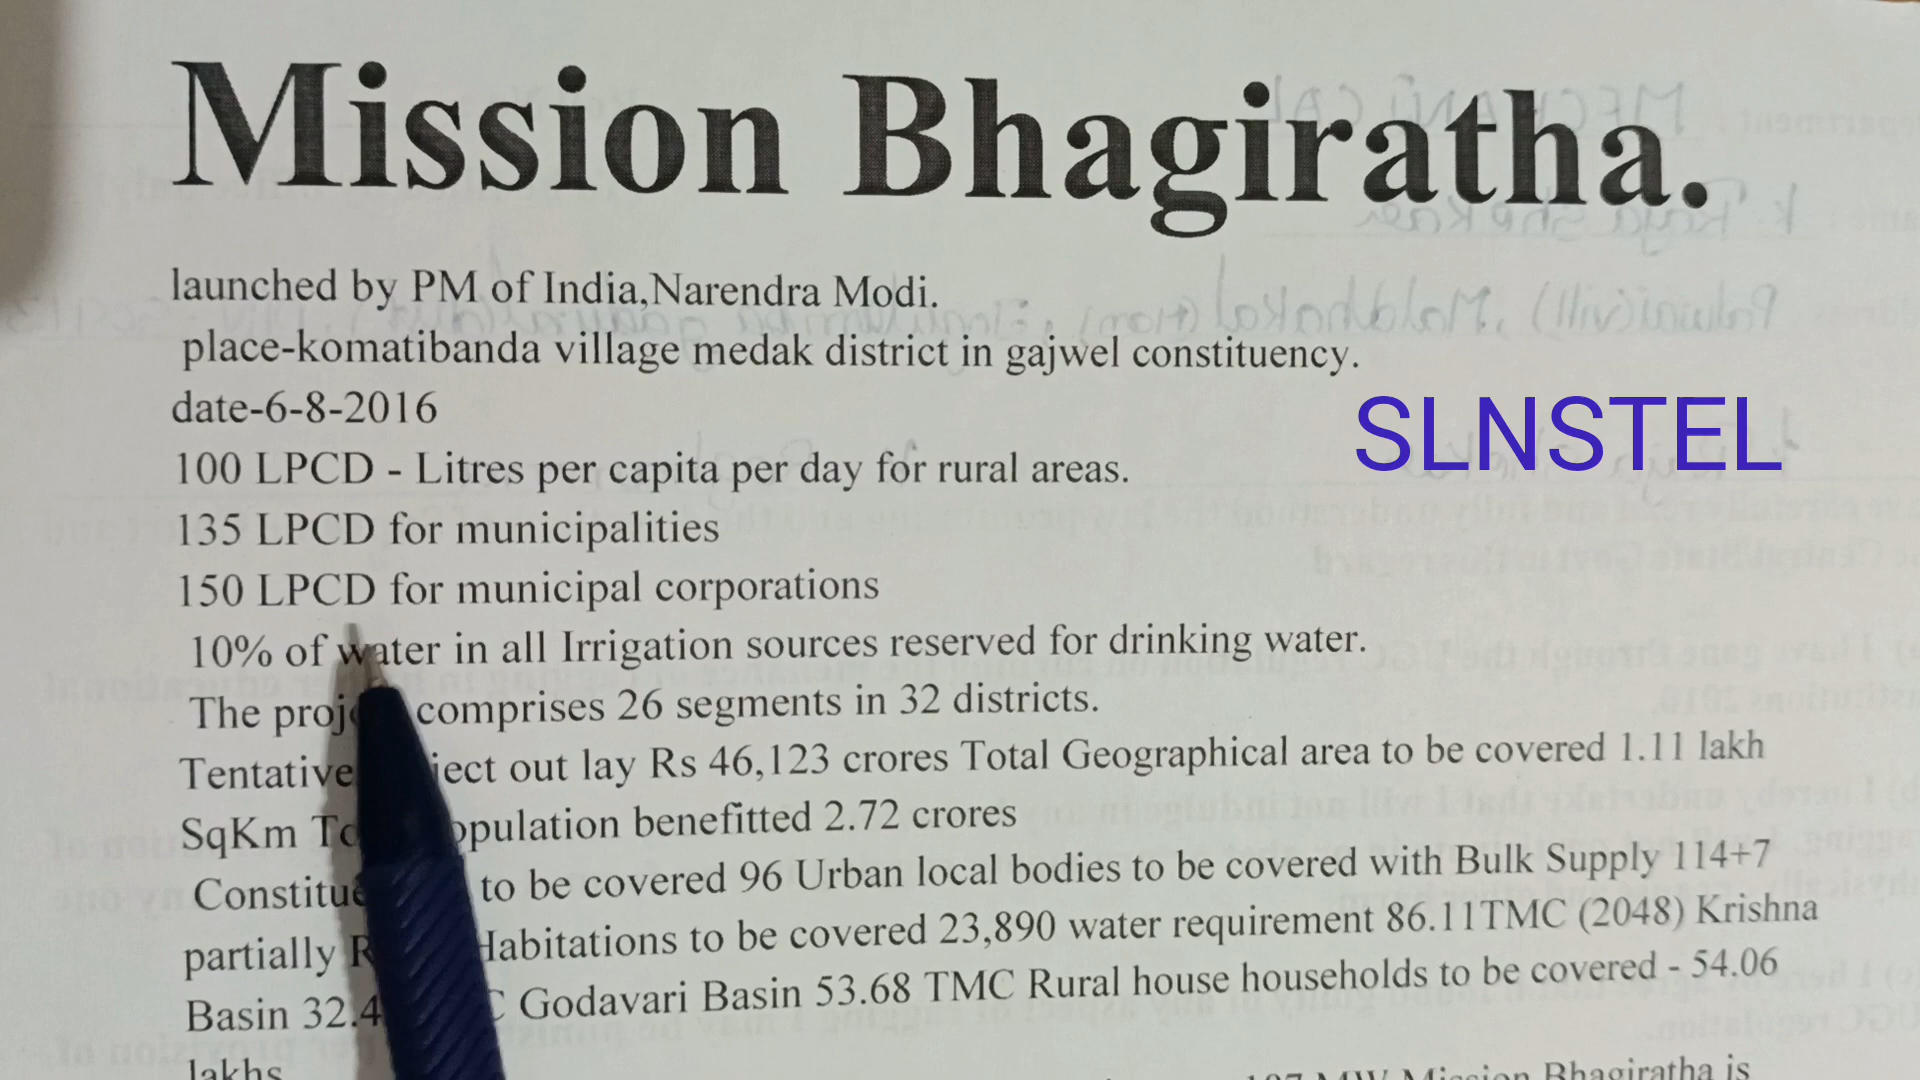 Mission Bhagiratha.
launched by PM of India,Narendra Modi.
place-komatibanda village medak district in gajwel constituency.
date-6-8-2016
SLNSTEL
100 LPCD - Litres per capita per day for rural areas.
135 LPCD for municipalities
150 LPCD for municipal corporations
10% of water in all Irrigation sources reserved for drinking water.
The comprises 26 segments in 32 districts.
Tentative out lay Rs 46,123 crores Total Geographical area to be covered 1.11 lakh
SqKm benefitted 2.72 crores
to be covered 96 Urban local bodies to be covered with Bulk Supply 114+7
partially Habitations to be covered 23,890 water requirement 86.11TMC (2048) Krishna
Basin Godavari Basin 53.68 TMC Rural house households to be covered - 54.06
lakhs Mission Bhagiratha is